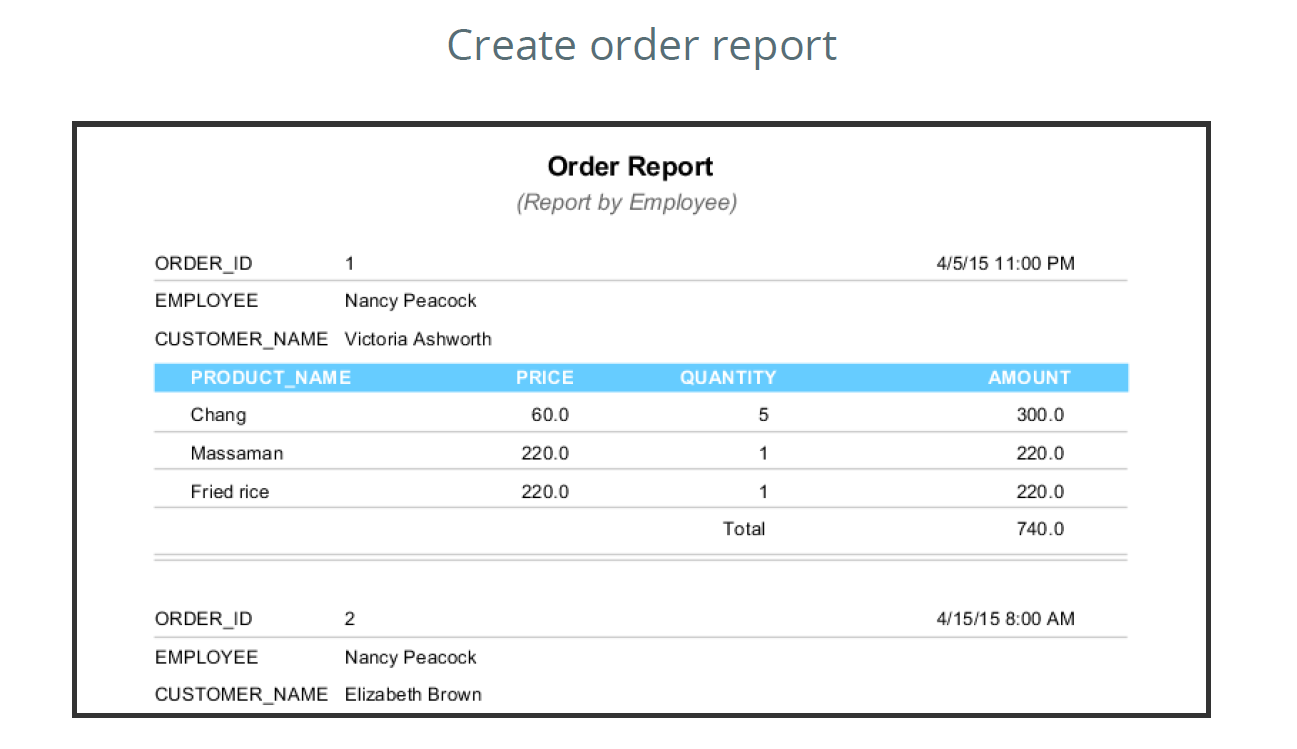 Create order report
Order Report
(Report by Employee)
ORDER_ID 1 4/5/15 11:00 PM
EMPLOYEE Nancy Peacock
CUSTOMER_NAME Victoria Ashworth
PRODUCT_NAME PRICE QUANTITY AMOUNT
Chang 60.0 5 300.0
Massaman 220.0 1 220.0
Fried rice 220.0 1 220.0
Total 740.0
ORDER_ID 2 4/15/15 8:00 AM
EMPLOYEE Nancy Peacock
CUSTOMER_NAME Elizabeth Brown